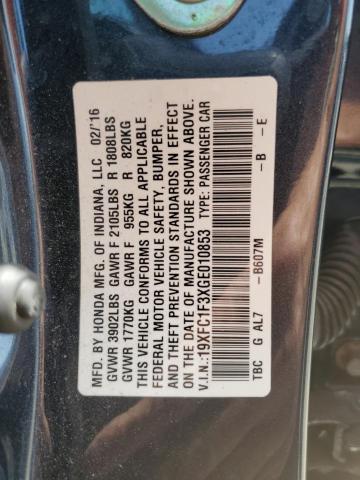 MFD. BY HONDA MFG. OF INDIANA, LLC 02/'16
GVWR 3902LBS GAWR F 2105LBS R 1808LBS
GVWR 1770KG GAWR F 955KG R 820KG
THIS VEHICLE CONFORMS TO ALL APPLICABLE
FEDERAL MOTOR VEHICLE SAFETY, BUMPER,
AND THEFT PREVENTION STANDARDS IN EFFECT
ON THE DATE OF MANUFACTURE SHOWN ABOVE.
V.I.N.:19XFC1F3XGE010853 TYPE: PASSENGER CAR
TBC G AL7 -B607M -B -E